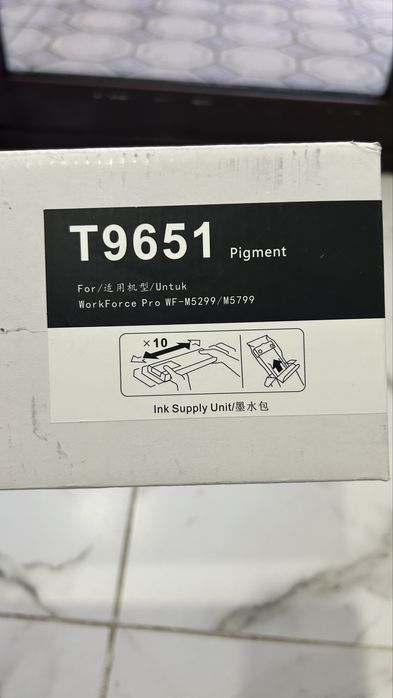 T9651 Pigment
For/适用机型/Untuk
WorkForce Pro WF-M5299/M5799
×10
Ink Supply Unit/墨水包